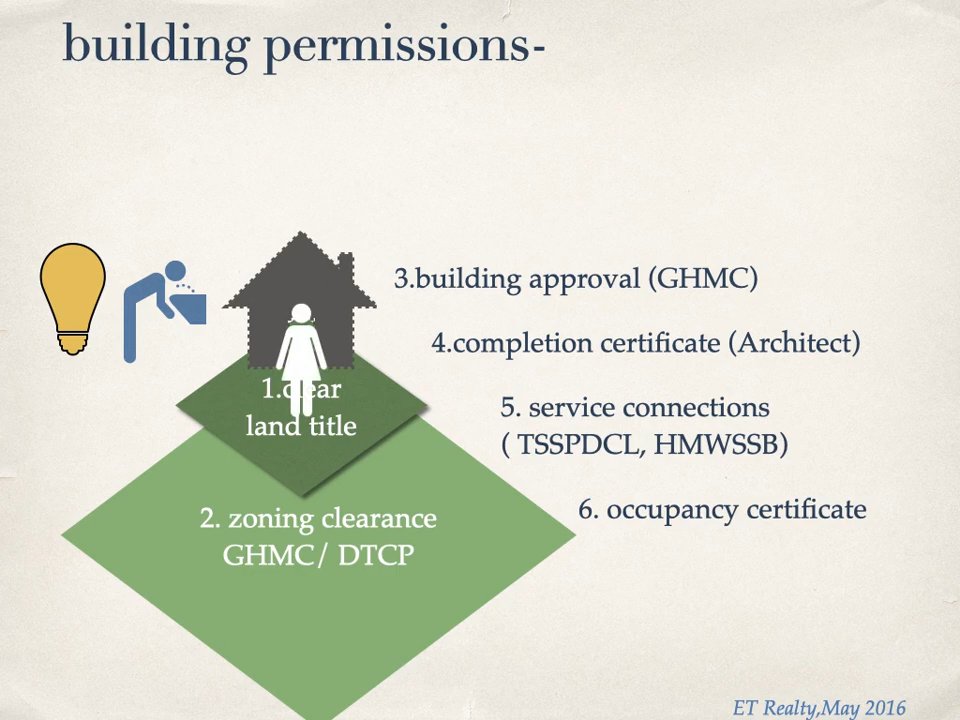 building permissions-
3.building approval (GHMC)
4.completion certificate (Architect)
1.clear
land title
5. service connections
( TSSPDCL, HMWSSB)
2. zoning clearance
GHMC/ DTCP
6. occupancy certificate
ET Realty,May 2016